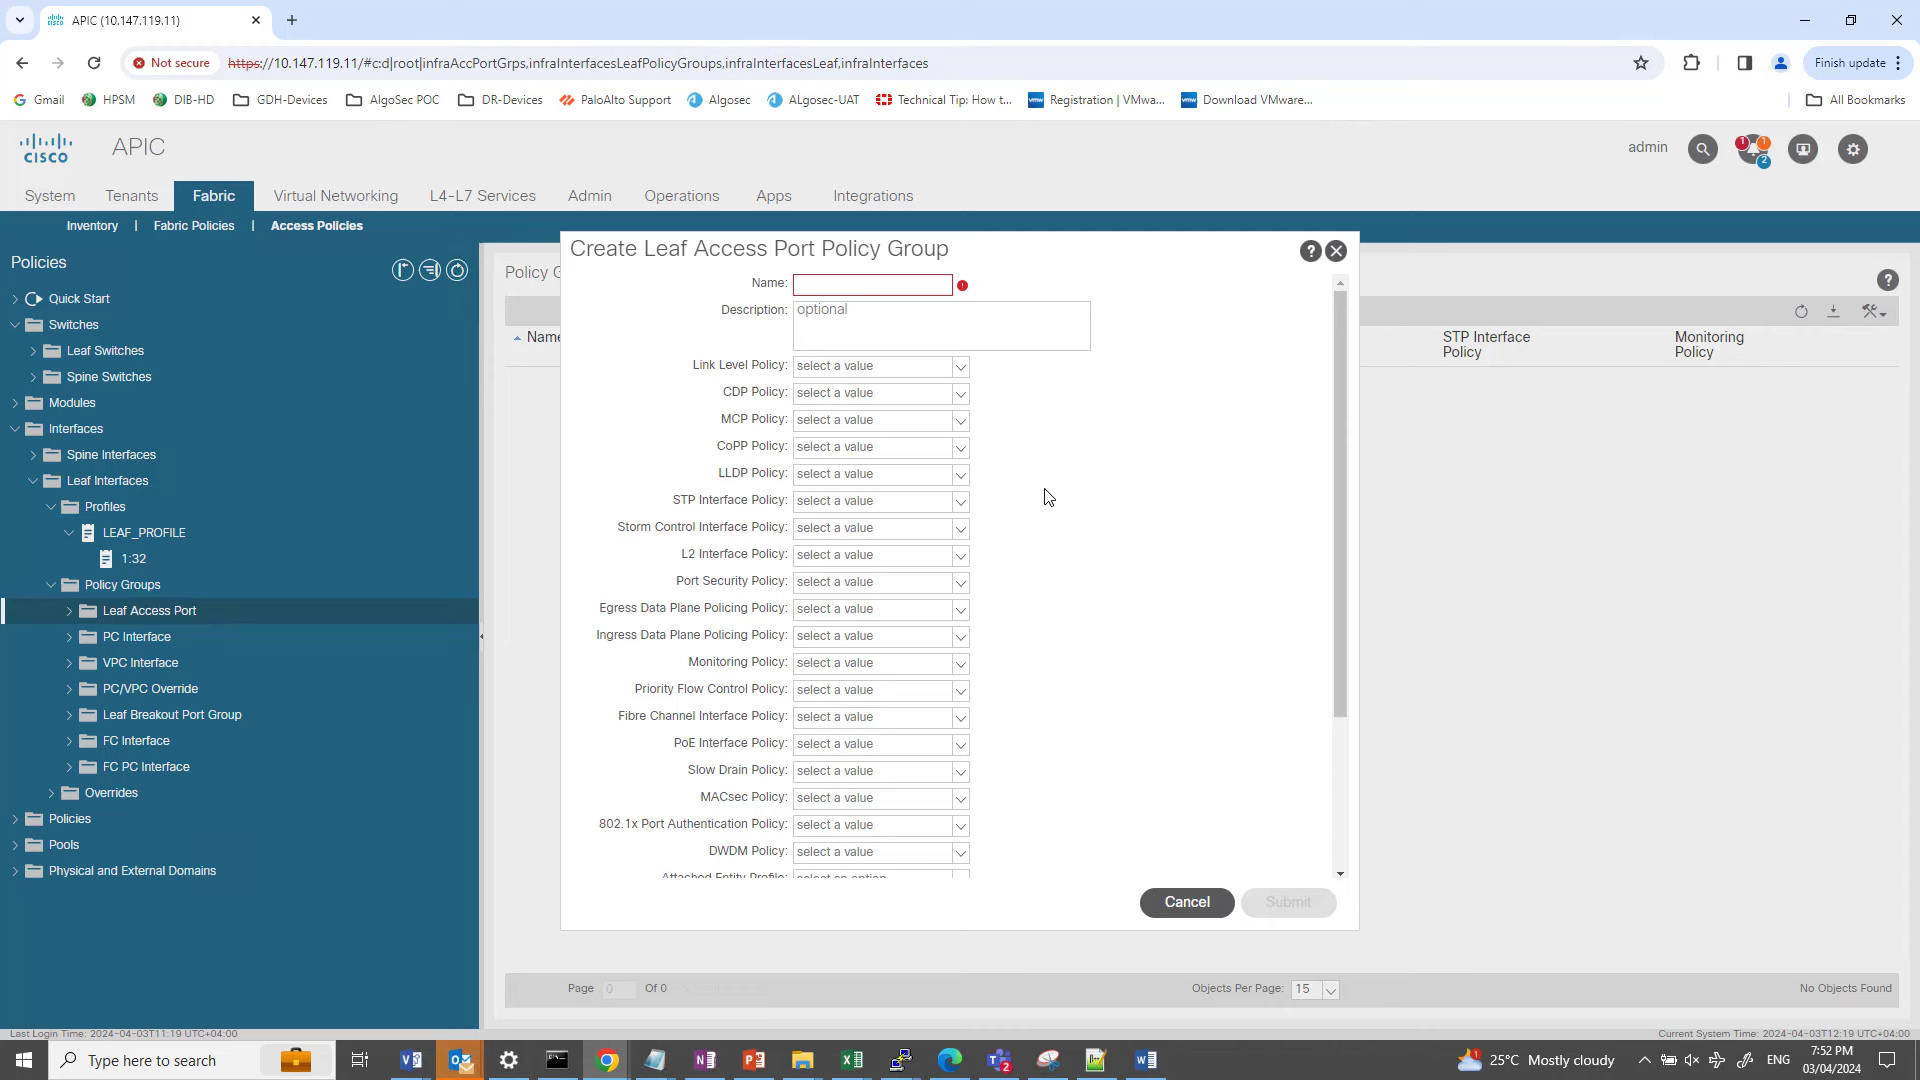 APIC (10.147.119.11)
Not secure
https://10.147.119.11/#c:d|root|infraAccPortGrps,infraInterfacesLeafPolicyGroups,infraInterfacesLeaf,infraInterfaces
Finish update
Gmail
HPSM
DIB-HD
GDH-Devices
AlgoSec POC
DR-Devices
PaloAlto Support
Algosec
ALgosec-UAT
Technical Tip: How t...
Registration | VMwa...
Download VMware...
All Bookmarks
CISCO
APIC
admin
1
1
2
System
Tenants
Fabric
Virtual Networking
L4-L7 Services
Admin
Operations
Apps
Integrations
Inventory | Fabric Policies | Access Policies
Policies
Quick Start
Switches
Leaf Switches
Spine Switches
Modules
Interfaces
Spine Interfaces
Leaf Interfaces
Profiles
LEAF_PROFILE
1:32
Policy Groups
Leaf Access Port
PC Interface
VPC Interface
PC/VPC Override
Leaf Breakout Port Group
FC Interface
FC PC Interface
Overrides
Policies
Pools
Physical and External Domains
Policy G
Name
STP Interface
Policy
Monitoring
Policy
Create Leaf Access Port Policy Group
Name:
Description: optional
Link Level Policy: select a value
CDP Policy: select a value
MCP Policy: select a value
CoPP Policy: select a value
LLDP Policy: select a value
STP Interface Policy: select a value
Storm Control Interface Policy: select a value
L2 Interface Policy: select a value
Port Security Policy: select a value
Egress Data Plane Policing Policy: select a value
Ingress Data Plane Policing Policy: select a value
Monitoring Policy: select a value
Priority Flow Control Policy: select a value
Fibre Channel Interface Policy: select a value
PoE Interface Policy: select a value
Slow Drain Policy: select a value
MACsec Policy: select a value
802.1x Port Authentication Policy: select a value
DWDM Policy: select a value
Attached Entity Profile: select an option
Cancel
Submit
Page 0 Of 0
Objects Per Page: 15
No Objects Found
Last Login Time: 2024-04-03T11:19 UTC+04:00
Current System Time: 2024-04-03T12:19 UTC+04:00
Type here to search
2
25°C Mostly cloudy
ENG
7:52 PM
03/04/2024